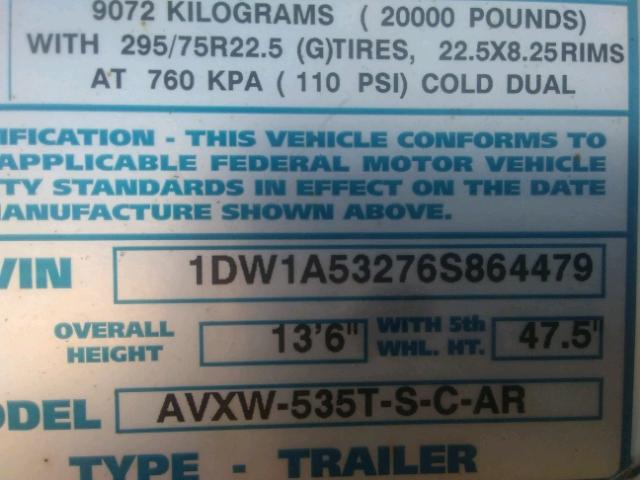 9072 KILOGRAMS ( 20000 POUNDS)
WITH 295/75R22.5 (G)TIRES, 22.5X8.25RIMS
AT 760 KPA ( 110 PSI) COLD DUAL
IFICATION - THIS VEHICLE CONFORMS TO
APPLICABLE FEDERAL MOTOR VEHICLE
TY STANDARDS IN EFFECT ON THE DATE
MANUFACTURE SHOWN ABOVE.
VIN 1DW1A53276S864479
OVERALL HEIGHT 13'6" WITH 5th WHL. HT. 47.5"
MODEL AVXW-535T-S-C-AR
TYPE - TRAILER